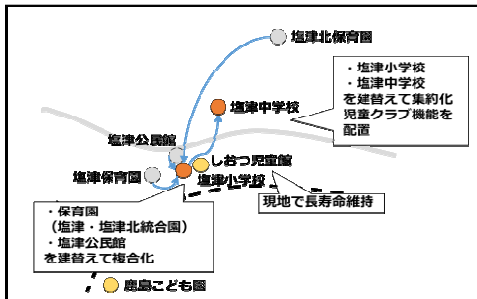 塩津北保育園
・塩津小学校
・塩津中学校
を建替えて集約化
児童クラブ機能を
配置
塩津中学校
塩津公民館
しおつ児童館
塩津保育園
塩津小学校
現地で長寿命維持
・保育園
（塩津・塩津北統合園）
・塩津公民館
を建替えて複合化
鹿島こども園